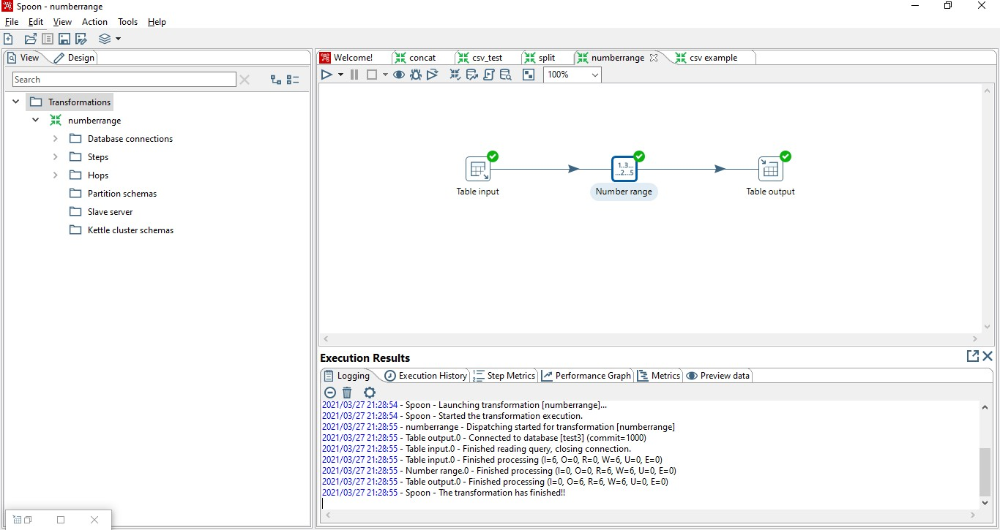 Spoon - numberrange
File Edit View Action Tools Help
View Design
Search
Transformations
numberrange
Database connections
Steps
Hops
Partition schemas
Slave server
Kettle cluster schemas
Welcome! concat csv_test split numberrange csv example
100%
1..3...
...2...5
Table input Number range Table output
Execution Results
Logging Execution History Step Metrics Performance Graph Metrics Preview data
2021/03/27 21:28:54 - Spoon - Launching transformation [numberrange]...
2021/03/27 21:28:54 - Spoon - Started the transformation execution.
2021/03/27 21:28:55 - numberrange - Dispatching started for transformation [numberrange]
2021/03/27 21:28:55 - Table output.0 - Connected to database [test3] (commit=1000)
2021/03/27 21:28:55 - Table input.0 - Finished reading query, closing connection.
2021/03/27 21:28:55 - Table input.0 - Finished processing (I=6, O=0, R=0, W=6, U=0, E=0)
2021/03/27 21:28:55 - Number range.0 - Finished processing (I=0, O=0, R=6, W=6, U=0, E=0)
2021/03/27 21:28:55 - Table output.0 - Finished processing (I=0, O=6, R=6, W=6, U=0, E=0)
2021/03/27 21:28:55 - Spoon - The transformation has finished!!